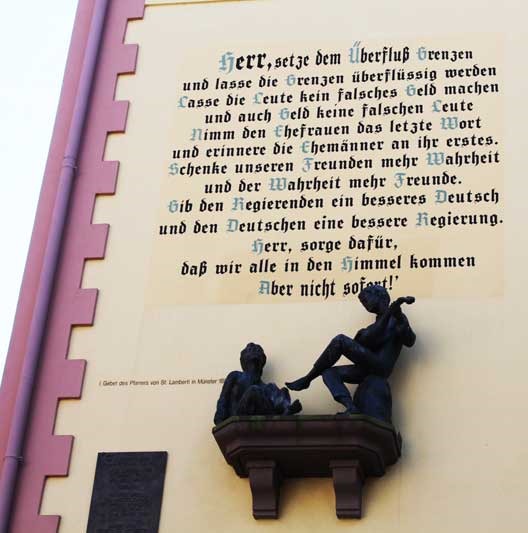 Herr, setze dem Überfluß Grenzen
und lasse die Grenzen überflüssig werden
Lasse die Leute kein falsches Geld machen
und auch Geld keine falschen Leute
Nimm den Ehefrauen das letzte Wort
und erinnere die Ehemänner an ihr erstes.
Schenke unseren Freunden mehr Wahrheit
und der Wahrheit mehr Freunde.
Gib den Regierenden ein besseres Deutsch
und den Deutschen eine bessere Regierung.
Herr, sorge dafür,
daß wir alle in den Himmel kommen
Aber nicht sofort!'
Gebet des Pfarrers von St. Lamberti in Münster